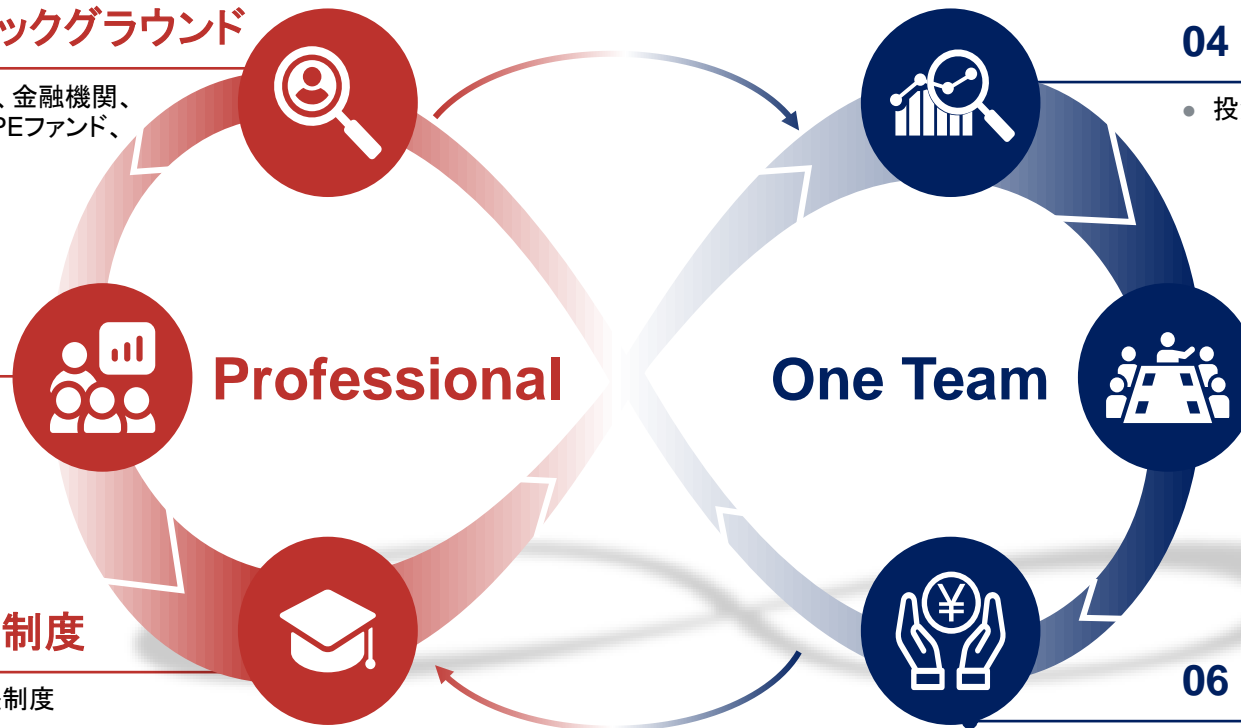 ックグラウンド
、金融機関、
PEファンド、
Professional
制度
制度
04
● 投
One Team
¥
06